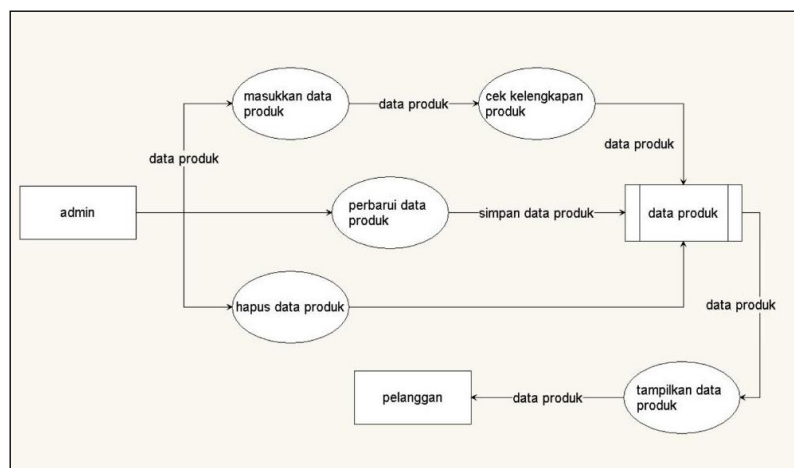 masukkan data
produk
data produk
cek kelengkapan
produk
data produk
data produk
admin
perbarui data
produk
simpan data produk
data produk
hapus data produk
data produk
pelanggan
data produk
tampilkan data
produk